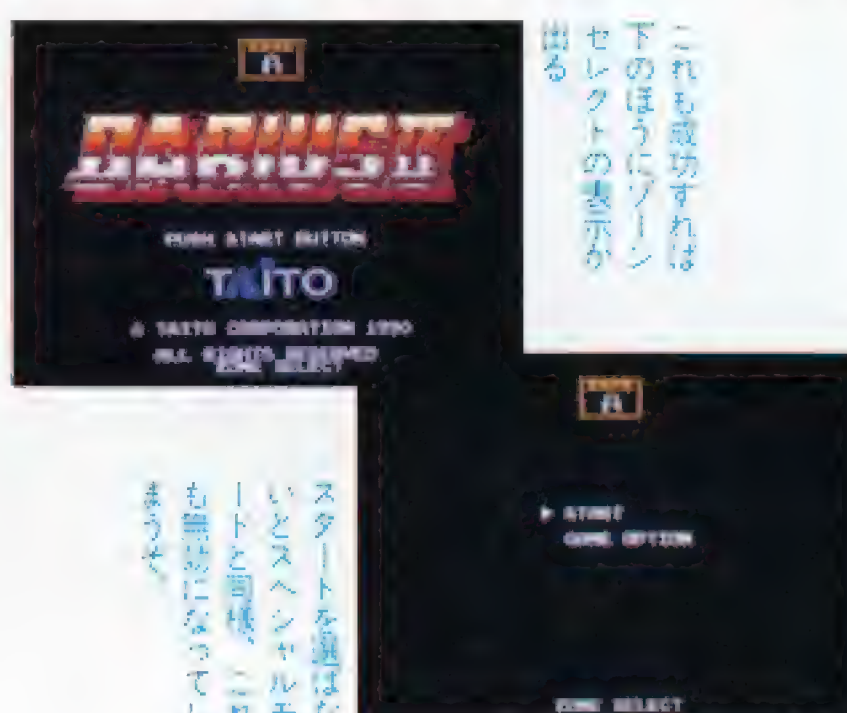 A
DARIUS II
PUSH START BUTTON
TAITO
© TAITO CORPORATION 1990
ALL RIGHTS RESERVED
ZONE SELECT
これも成功すれば
下のほうにゾーン
セレクトの表示が
出る
A
START
GAME OPTION
ZONE SELECT
スタートを選ばな
いとスペシャルモ
ードと同様、これ
も無効になってし
まうぞ。